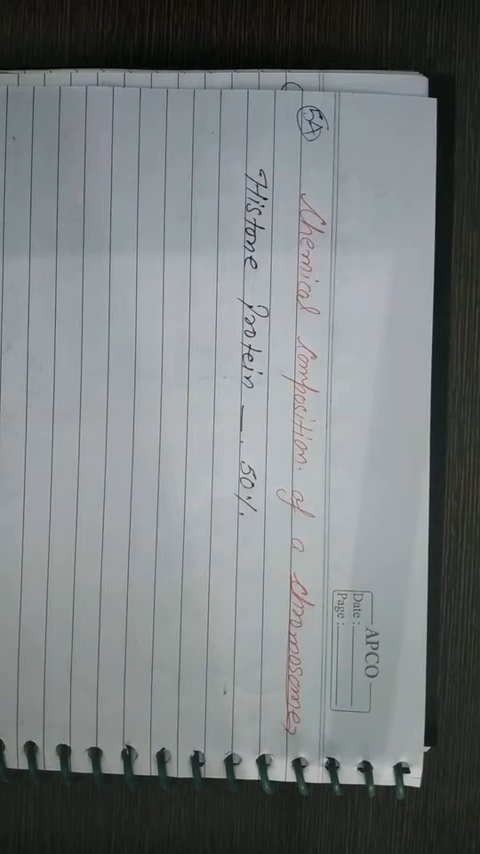 APCO
Date :
Page :
5A
Chemical Composition. of a Chromosomes
Histone Protein — . 50%.